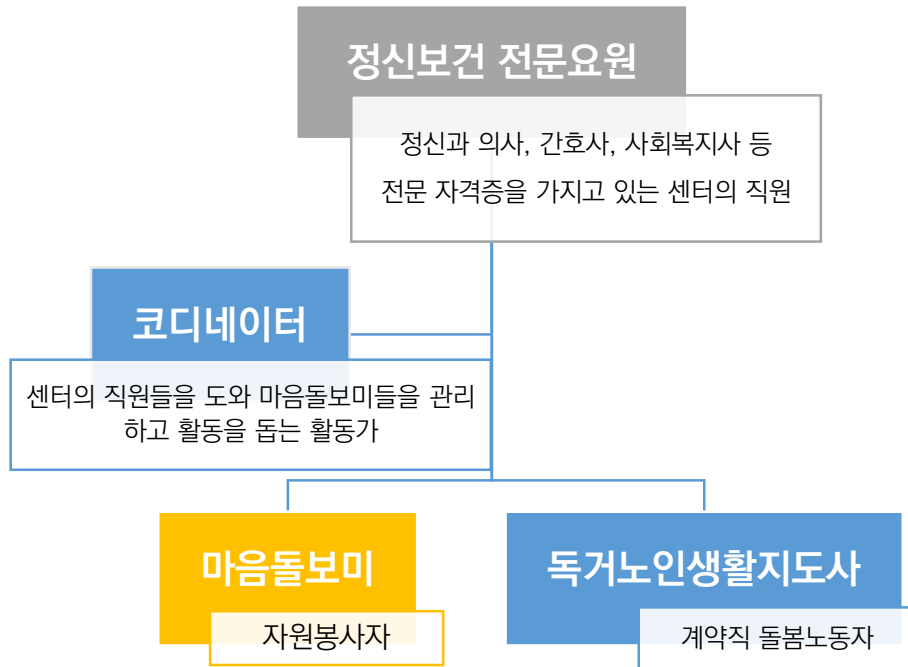 정신보건 전문요원
정신과 의사, 간호사, 사회복지사 등
전문 자격증을 가지고 있는 센터의 직원
코디네이터
센터의 직원들을 도와 마음돌보미들을 관리
하고 활동을 돕는 활동가
마음돌보미
자원봉사자
독거노인생활지도사
계약직 돌봄노동자